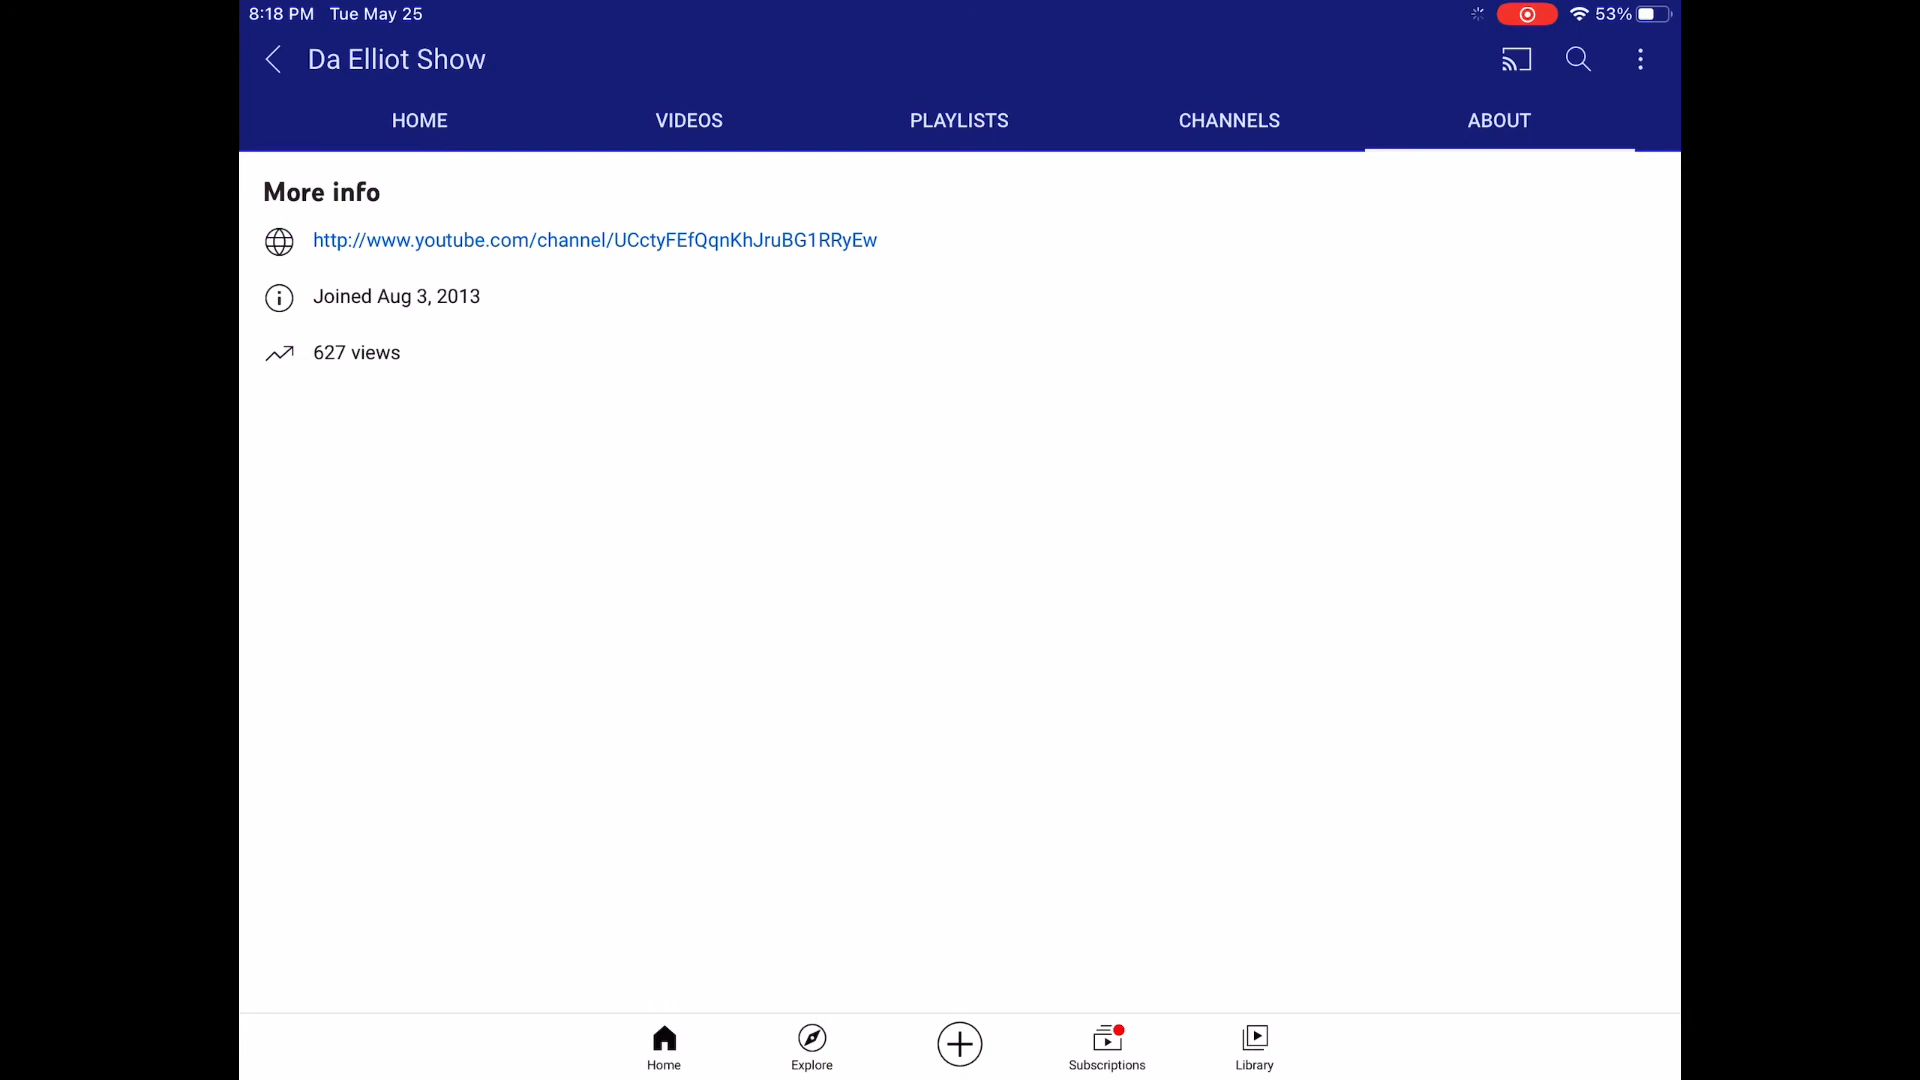 8:18 PM Tue May 25
53%
Da Elliot Show
HOME VIDEOS PLAYLISTS CHANNELS ABOUT
More info
http://www.youtube.com/channel/UCctyFEfQqnKhJruBG1RRyEw
Joined Aug 3, 2013
627 views
Home Explore Subscriptions Library